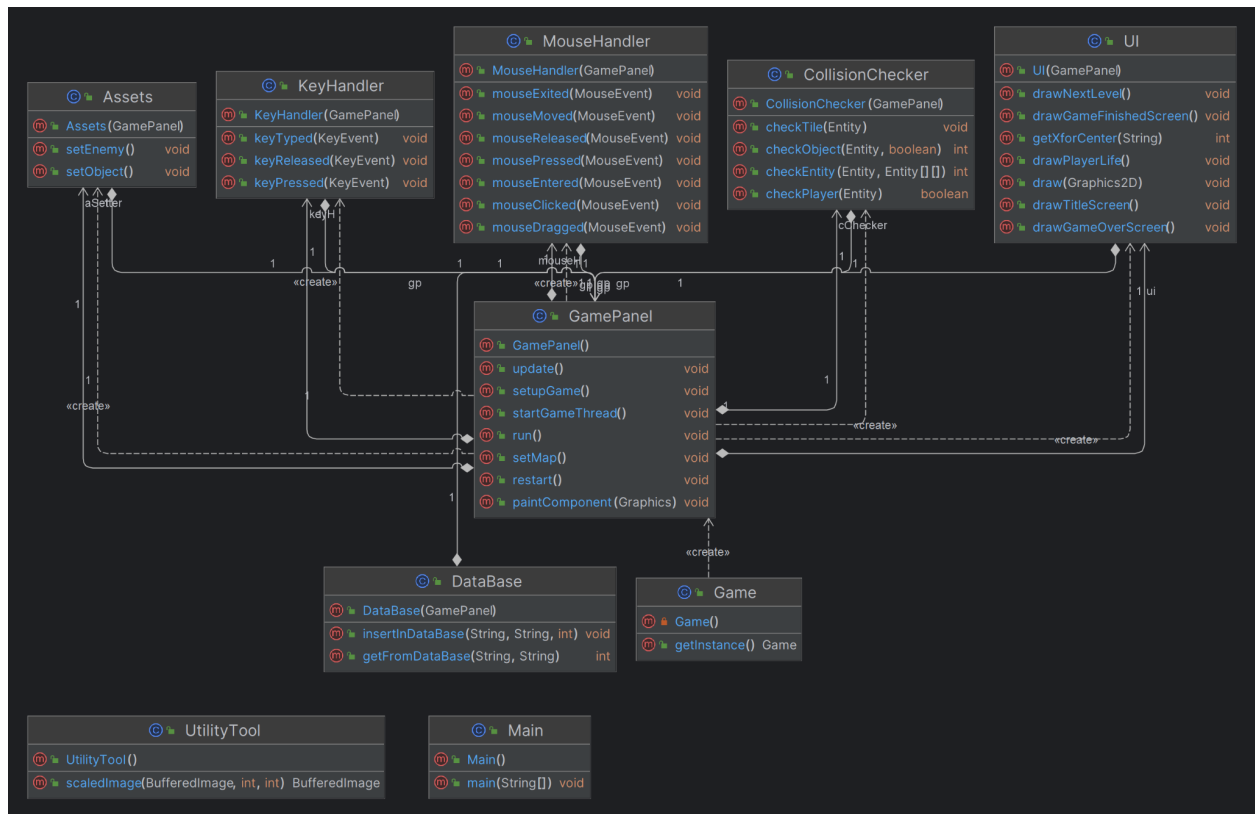 MouseHandler
MouseHandler(GamePanel)
mouseExited(MouseEvent) void
mouseMoved(MouseEvent) void
mouseReleased(MouseEvent) void
mousePressed(MouseEvent) void
mouseEntered(MouseEvent) void
mouseClicked(MouseEvent) void
mouseDragged(MouseEvent) void
UI
UI(GamePanel)
drawNextLevel() void
drawGameFinishedScreen() void
getXforCenter(String) int
drawPlayerLife() void
draw(Graphics2D) void
drawTitleScreen() void
drawGameOverScreen() void
CollisionChecker
CollisionChecker(GamePanel)
checkTile(Entity) void
checkObject(Entity, boolean) int
checkEntity(Entity, Entity[][]) int
checkPlayer(Entity) boolean
KeyHandler
KeyHandler(GamePanel)
keyTyped(KeyEvent) void
keyReleased(KeyEvent) void
keyPressed(KeyEvent) void
Assets
Assets(GamePanel)
setEnemy() void
setObject() void
aSetter
keyH
cChecker
1
1
1
1
1
1
1
«create»
gp
«create»
gp
1
1
1 ui
GamePanel
GamePanel()
update() void
setupGame() void
startGameThread() void
run() void
setMap() void
restart() void
paintComponent(Graphics) void
1
«create»
1
1
1
«create»
«create»
1
«create»
DataBase
DataBase(GamePanel)
insertInDataBase(String, String, int) void
getFromDataBase(String, String) int
Game
Game()
getInstance() Game
UtilityTool
UtilityTool()
scaledImage(BufferedImage, int, int) BufferedImage
Main
Main()
main(String[]) void